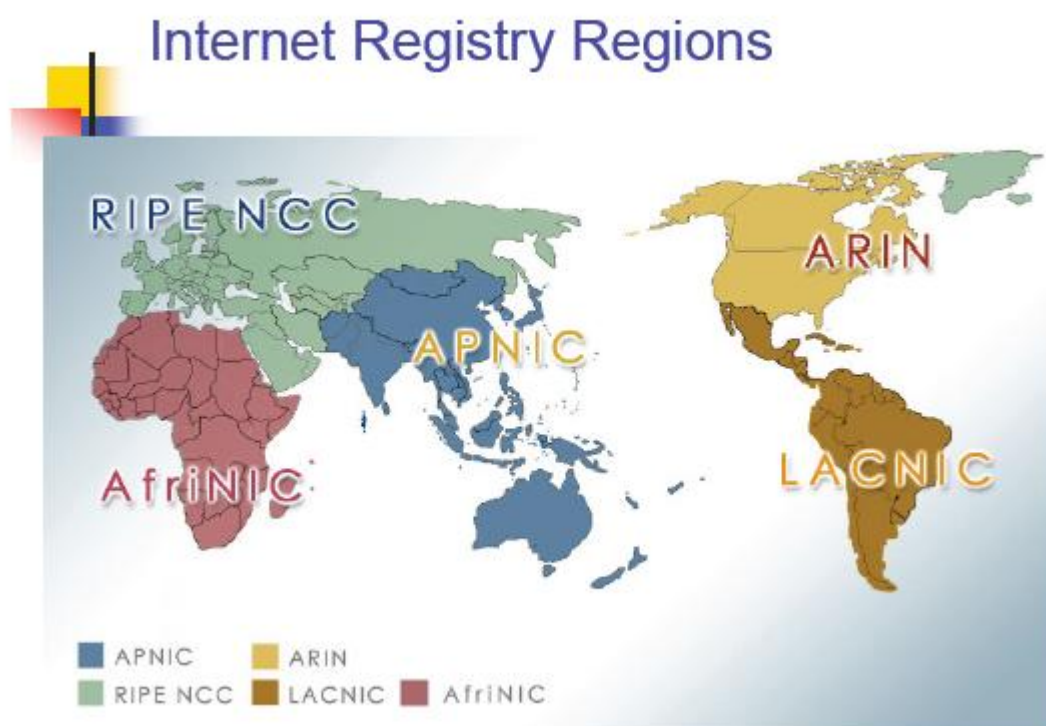 Internet Registry Regions
RIPE NCC
ARIN
APNIC
AfriNIC
LACNIC
APNIC
ARIN
RIPE NCC
LACNIC
AfriNIC